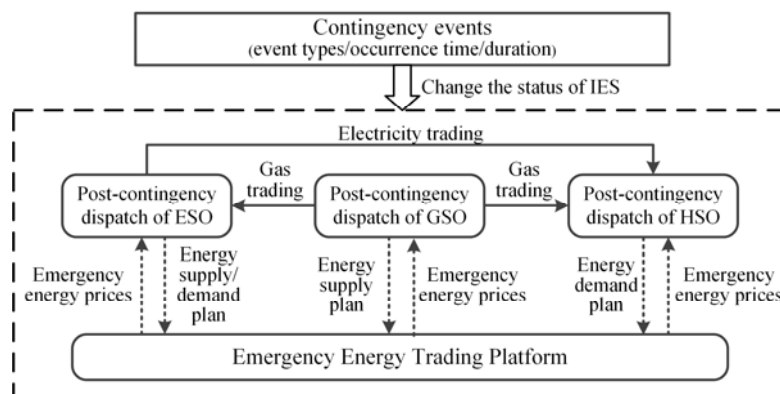 Contingency events
(event types/occurrence time/duration)
Change the status of IES
Electricity trading
Gas
trading
Gas
trading
Post-contingency
dispatch of ESO
Post-contingency
dispatch of GSO
Post-contingency
dispatch of HSO
Emergency
energy prices
Energy
supply/
demand
plan
Energy
supply
plan
Emergency
energy prices
Energy
demand
plan
Emergency
energy prices
Emergency Energy Trading Platform